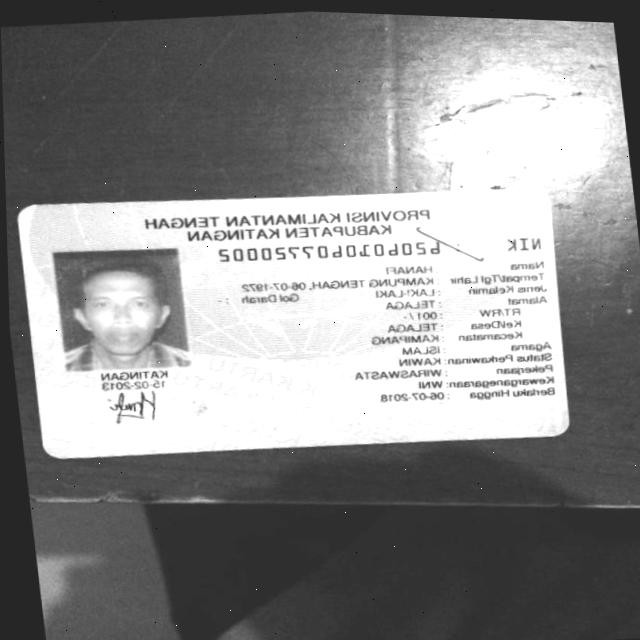 PROVINSI KALIMANTAN TENGAH
KABUPATEN KATINGAN
NIK : 6206010607720005
Nama : HANAFI
Tempat/Tgl Lahir : KAMPUNG TENGAH, 06-07-1972
Jenis Kelamin : LAKI-LAKI Gol Darah : -
Alamat : TELAGA
RT/RW : 001/-
Kel/Desa : TELAGA
Kecamatan : KAMIPANG
Agama : ISLAM
Status Perkawinan: KAWIN
Pekerjaan : WIRASWASTA
Kewarganegaraan: WNI
Berlaku Hingga : 06-07-2018
KATINGAN
15-02-2013